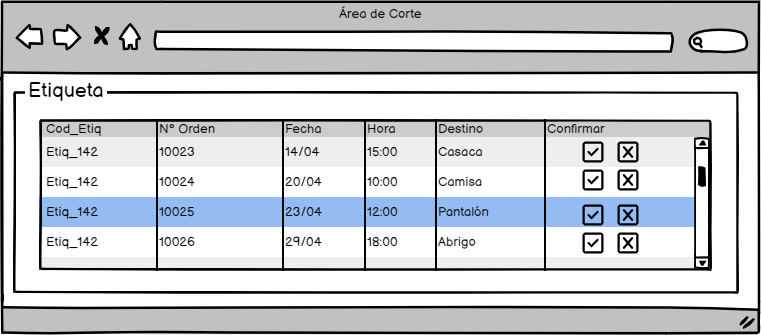 Área de Corte
Etiqueta
Cod_Etiq N° Orden Fecha Hora Destino Confirmar
Etiq_142 10023 14/04 15:00 Casaca
Etiq_142 10024 20/04 10:00 Camisa
Etiq_142 10025 23/04 12:00 Pantalón
Etiq_142 10026 29/04 18:00 Abrigo